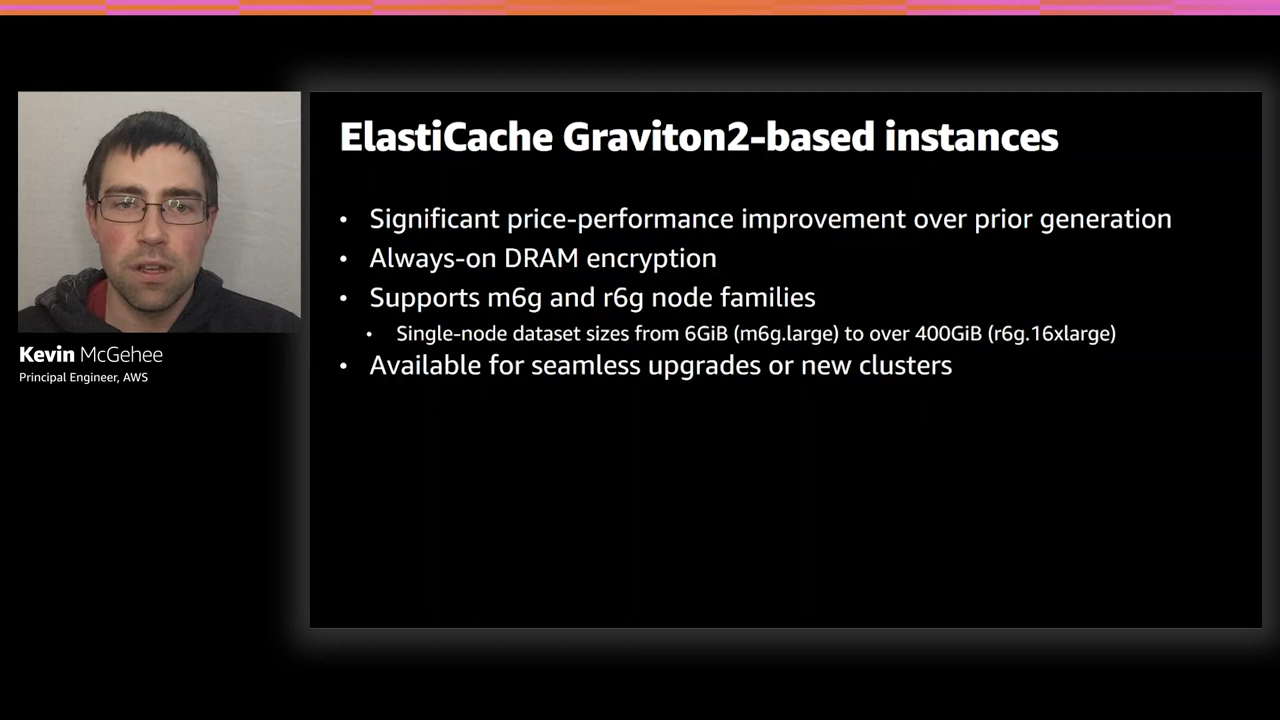 Kevin McGehee
Principal Engineer, AWS
ElastiCache Graviton2-based instances
• Significant price-performance improvement over prior generation
• Always-on DRAM encryption
• Supports m6g and r6g node families
• Single-node dataset sizes from 6GiB (m6g.large) to over 400GiB (r6g.16xlarge)
• Available for seamless upgrades or new clusters